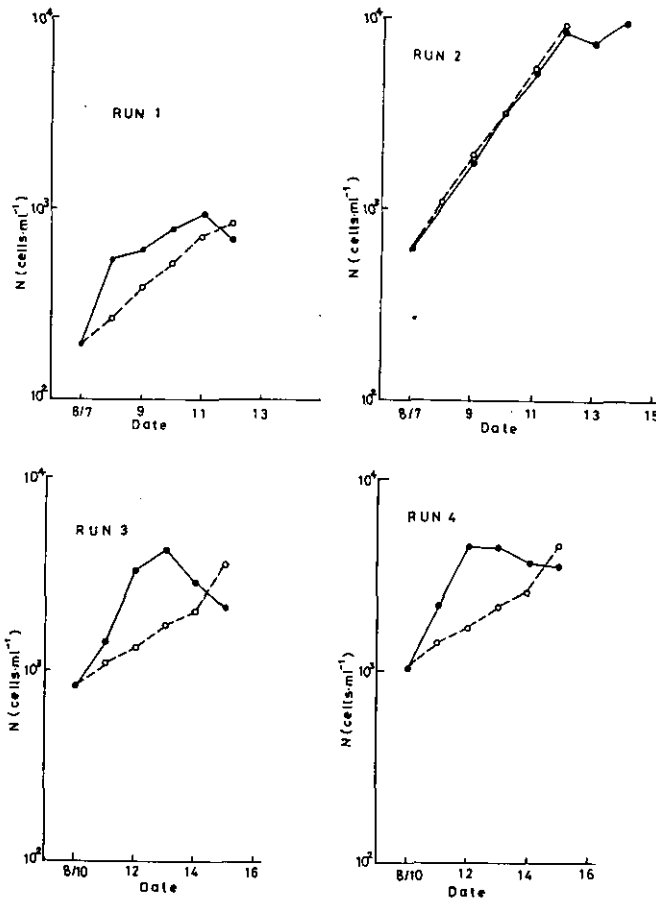 10⁴
RUN 1
10³
N (cells·ml⁻¹)
10²
8/7 9 11 13
Date
10⁴
RUN 2
10³
N (cells·ml⁻¹)
10²
8/7 9 11 13 15
Date
10⁴
RUN 3
10³
N (cells·ml⁻¹)
10²
8/10 12 14 16
Date
10⁴
RUN 4
10³
N (cells·ml⁻¹)
10²
8/10 12 14 16
Date